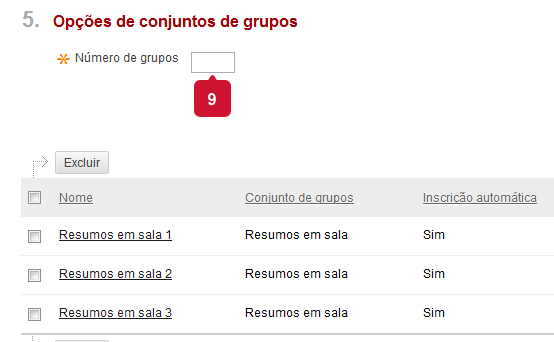 5. Opções de conjuntos de grupos
Número de grupos
9
Excluir
Nome Conjunto de grupos Inscrição automática
Resumos em sala 1 Resumos em sala Sim
Resumos em sala 2 Resumos em sala Sim
Resumos em sala 3 Resumos em sala Sim